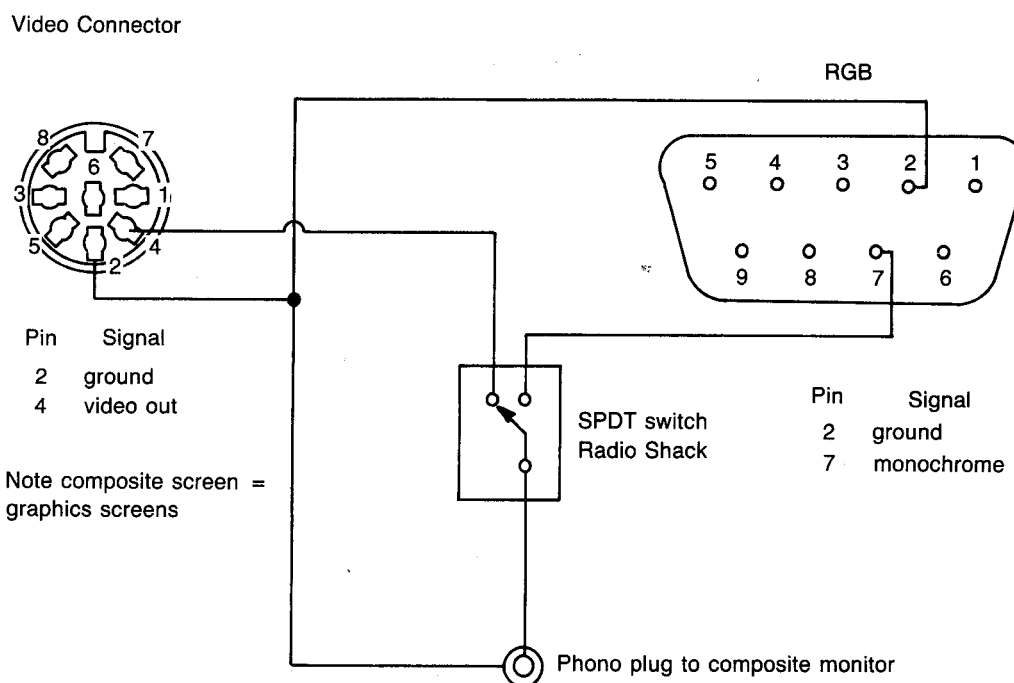 Video Connector
RGB
8 7
6
3 1
5 4
2
5 4 3 2 1
9 8 7 6
Pin Signal
2 ground
4 video out
Note composite screen =
graphics screens
SPDT switch
Radio Shack
Pin Signal
2 ground
7 monochrome
Phono plug to composite monitor